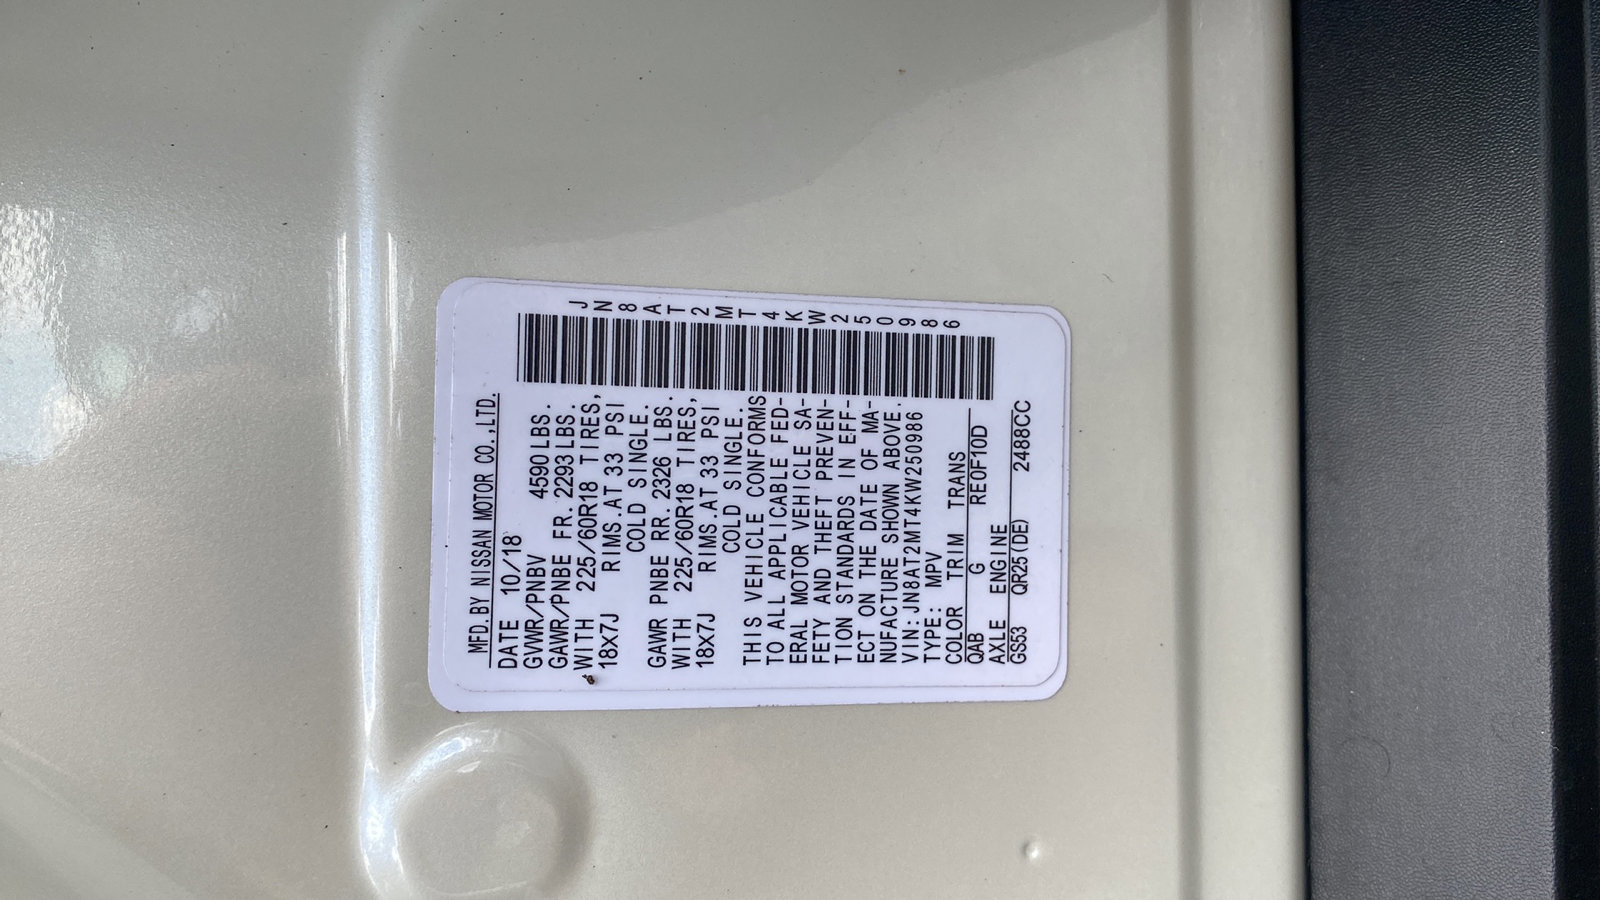 MFD.BY NISSAN MOTOR CO.,LTD.
DATE 10/18
GVWR/PNBV 4590 LBS.
GAWR/PNBE FR. 2293 LBS.
WITH 225/60R18 TIRES,
18X7J RIMS.AT 33 PSI
COLD SINGLE.
GAWR PNBE RR. 2326 LBS.
WITH 225/60R18 TIRES,
18X7J RIMS.AT 33 PSI
COLD SINGLE.
THIS VEHICLE CONFORMS
TO ALL APPLICABLE FED-
ERAL MOTOR VEHICLE SA-
FETY AND THEFT PREVEN-
TION STANDARDS IN EFF-
ECT ON THE DATE OF MA-
NUFACTURE SHOWN ABOVE.
VIN:JN8AT2MT4KW250986
TYPE: MPV
COLOR TRIM TRANS
QAB G RE0F10D
AXLE ENGINE
GS53 QR25(DE) 2488CC
JN8AT2MT4KW250986